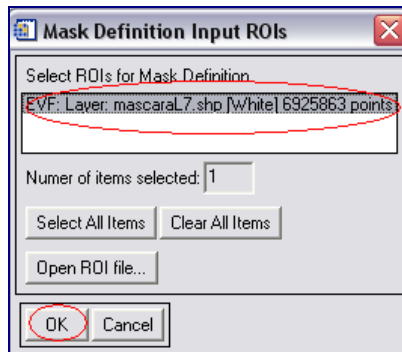 Mask Definition Input ROIs
Select ROIs for Mask Definition
EVF: Layer: mascaraL7.shp [White] 6925863 points
Numer of items selected: 1
Select All Items Clear All Items
Open ROI file...
OK Cancel